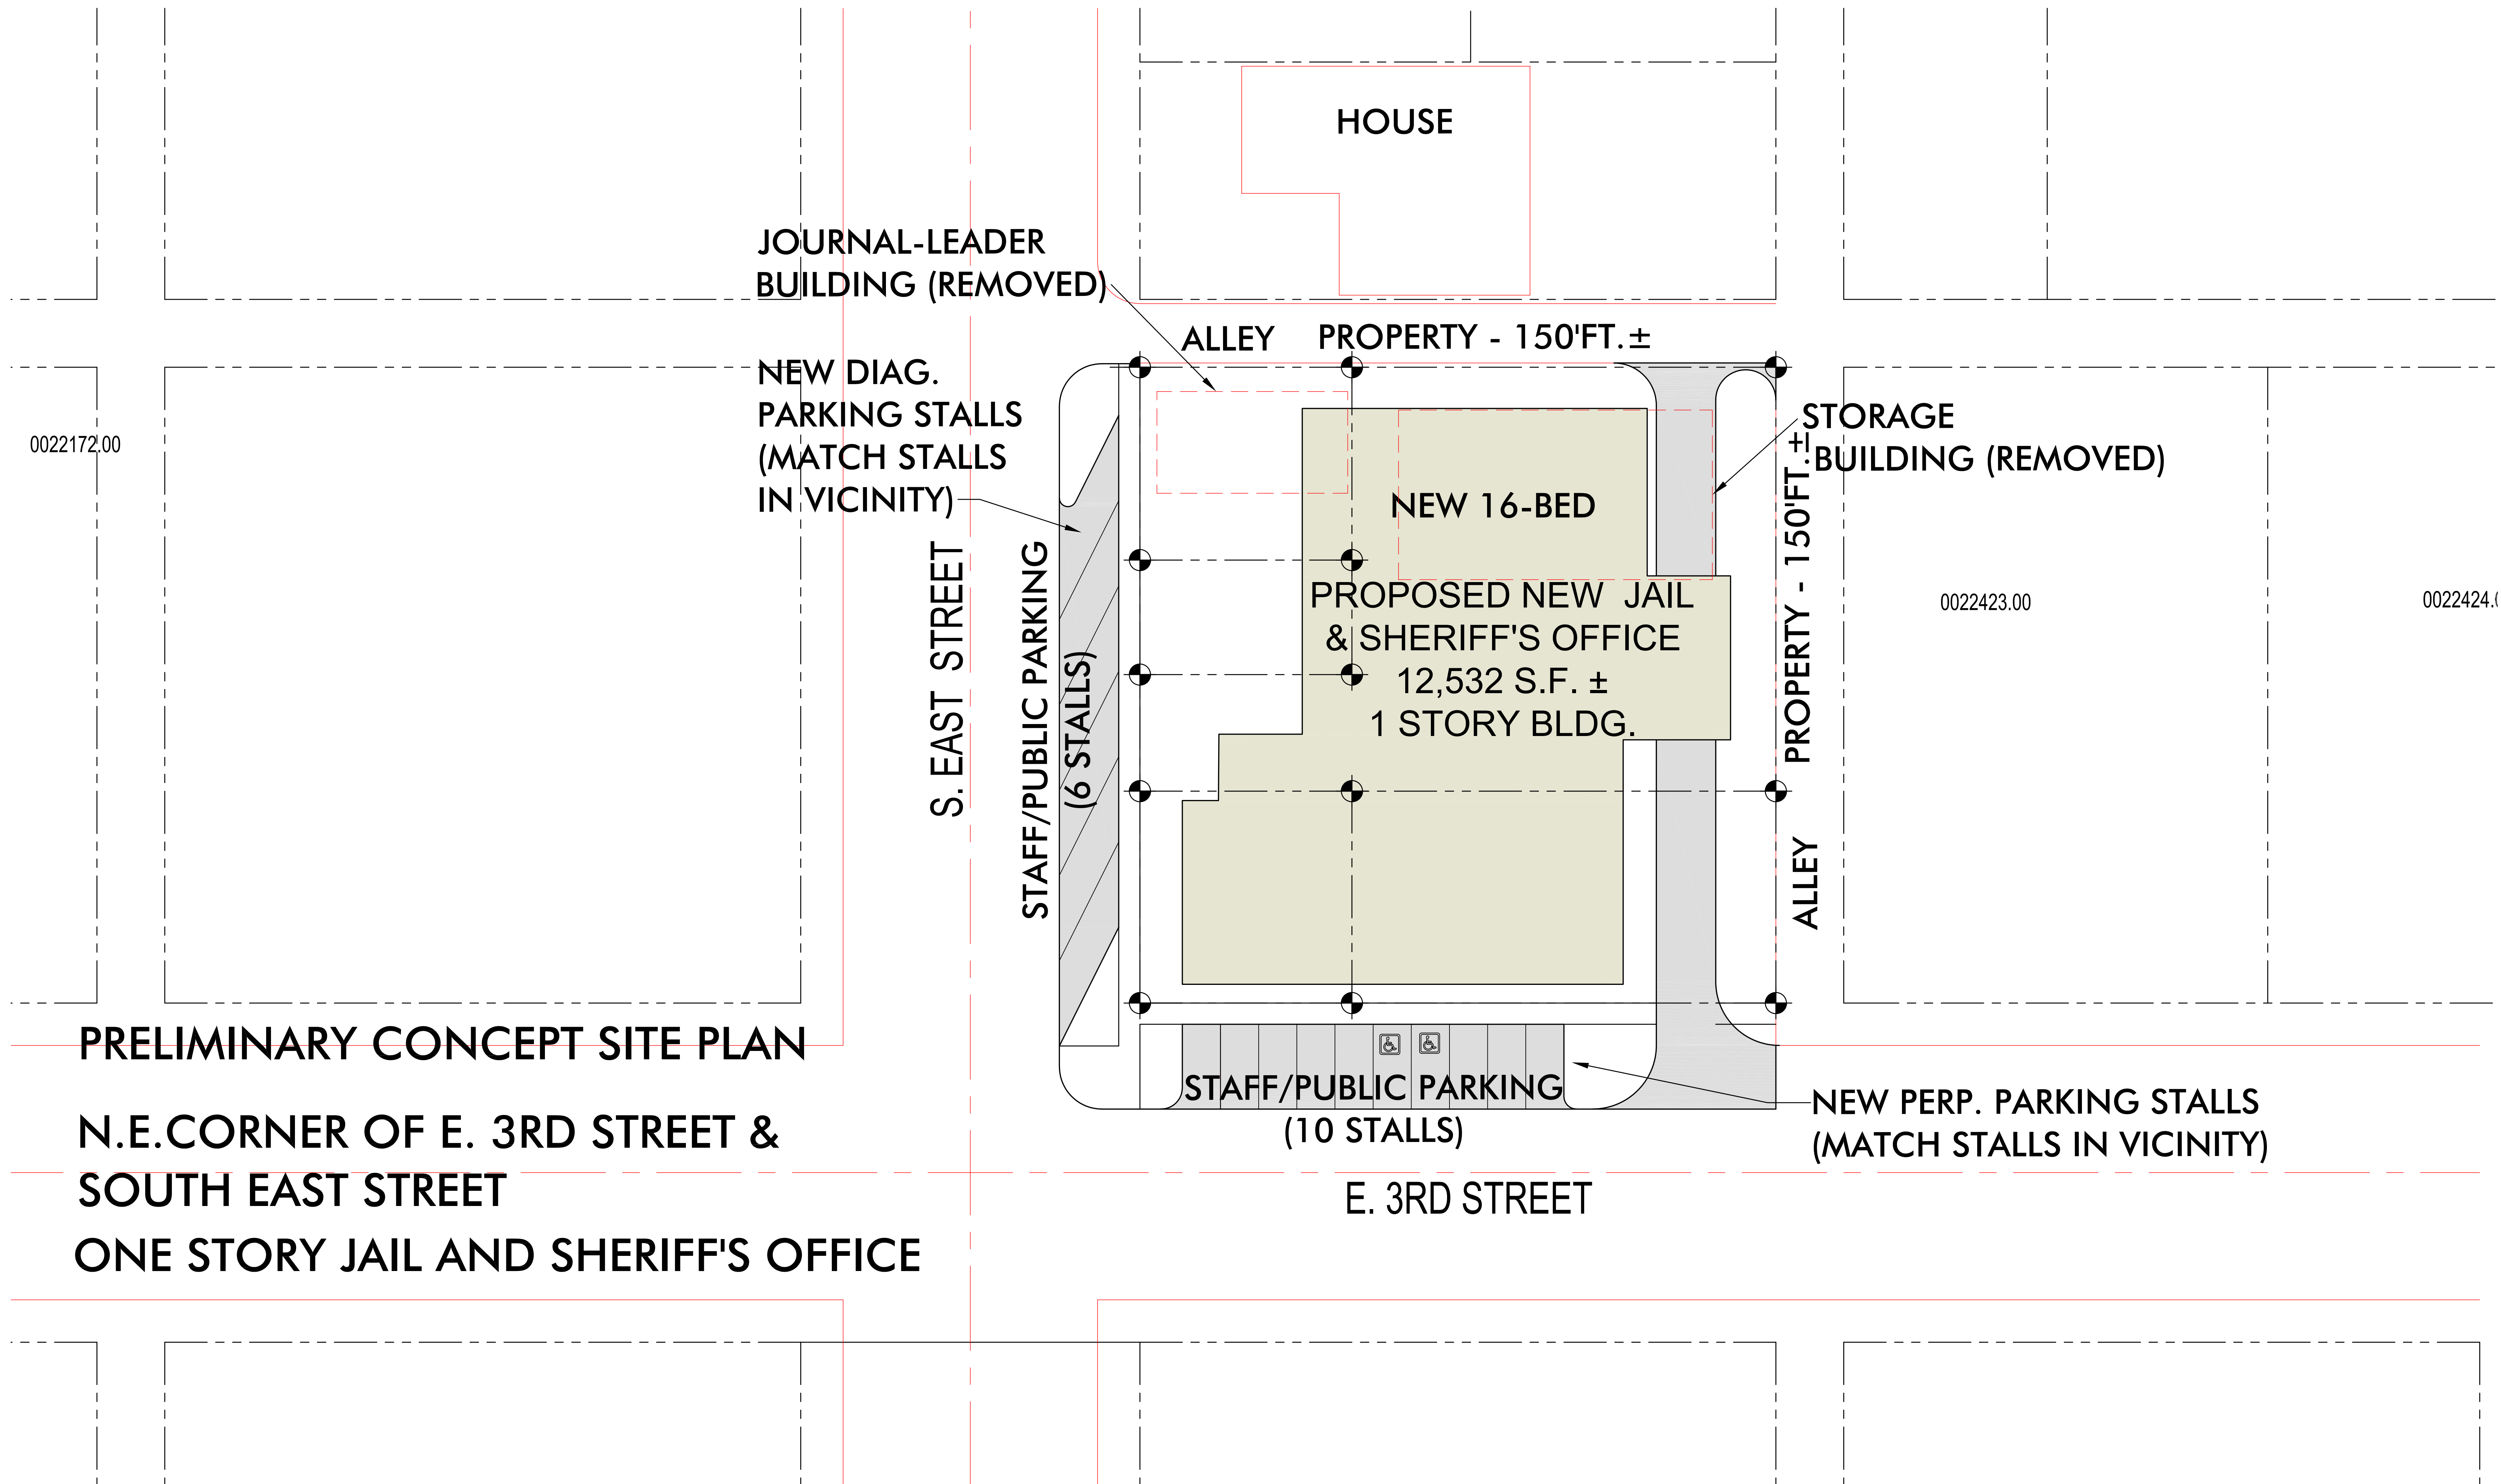 HOUSE
JOURNAL-LEADER
BUILDING (REMOVED)
ALLEY
PROPERTY - 150'FT.±
NEW DIAG.
PARKING STALLS
(MATCH STALLS
IN VICINITY)
STORAGE
BUILDING (REMOVED)
0022172.00
NEW 16-BED
PROPOSED NEW JAIL
& SHERIFF'S OFFICE
12,532 S.F. ±
1 STORY BLDG.
S. EAST STREET
STAFF/PUBLIC PARKING
(6 STALLS)
PROPERTY - 150'FT.±
ALLEY
0022423.00
0022424.
PRELIMINARY CONCEPT SITE PLAN
N.E.CORNER OF E. 3RD STREET &
SOUTH EAST STREET
ONE STORY JAIL AND SHERIFF'S OFFICE
STAFF/PUBLIC PARKING
(10 STALLS)
NEW PERP. PARKING STALLS
(MATCH STALLS IN VICINITY)
E. 3RD STREET